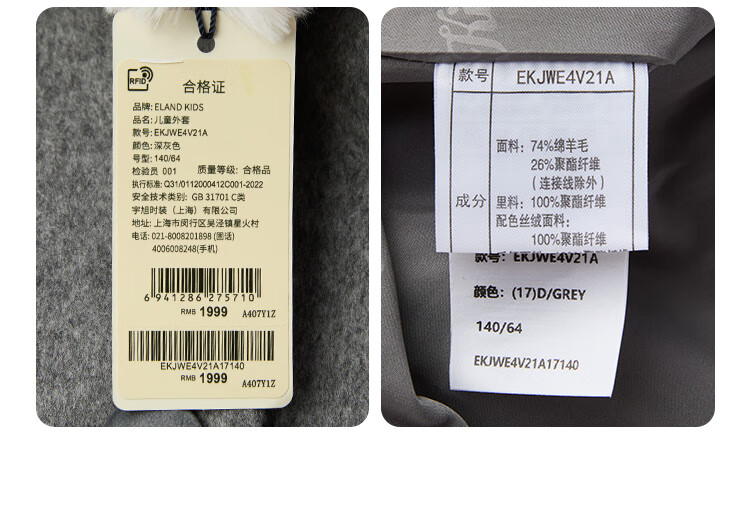 RFID
合格证
品牌: ELAND KIDS
品名: 儿童外套
款号: EKJWE4V21A
颜色: 深灰色
号型: 140/64
检验员 001 质量等级: 合格品
执行标准: Q31/0112000412C001-2022
安全技术类别: GB 31701 C类
宇旭时装（上海）有限公司
地址: 上海市闵行区吴泾镇星火村
电话: 021-8008201898 (固话)
4006008248(手机)
6 941286 275710
RMB 1999 A407Y1Z
EKJWE4V21A17140
RMB 1999 A407Y1Z
款号 EKJWE4V21A
成分
面料: 74%绵羊毛
26%聚酯纤维
(连接线除外)
里料: 100%聚酯纤维
配色丝绒面料:
100%聚酯纤维
款号: EKJWE4V21A
颜色: (17)D/GREY
140/64
EKJWE4V21A17140